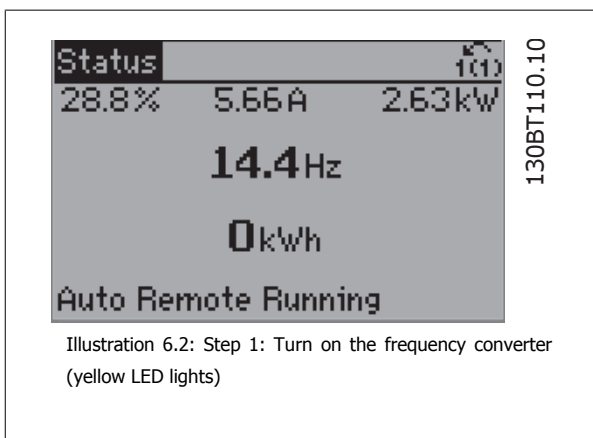 Status 1(1)
28.8% 5.66A 2.63kW
14.4Hz
0kWh
Auto Remote Running
130BT110.10
Illustration 6.2: Step 1: Turn on the frequency converter
(yellow LED lights)